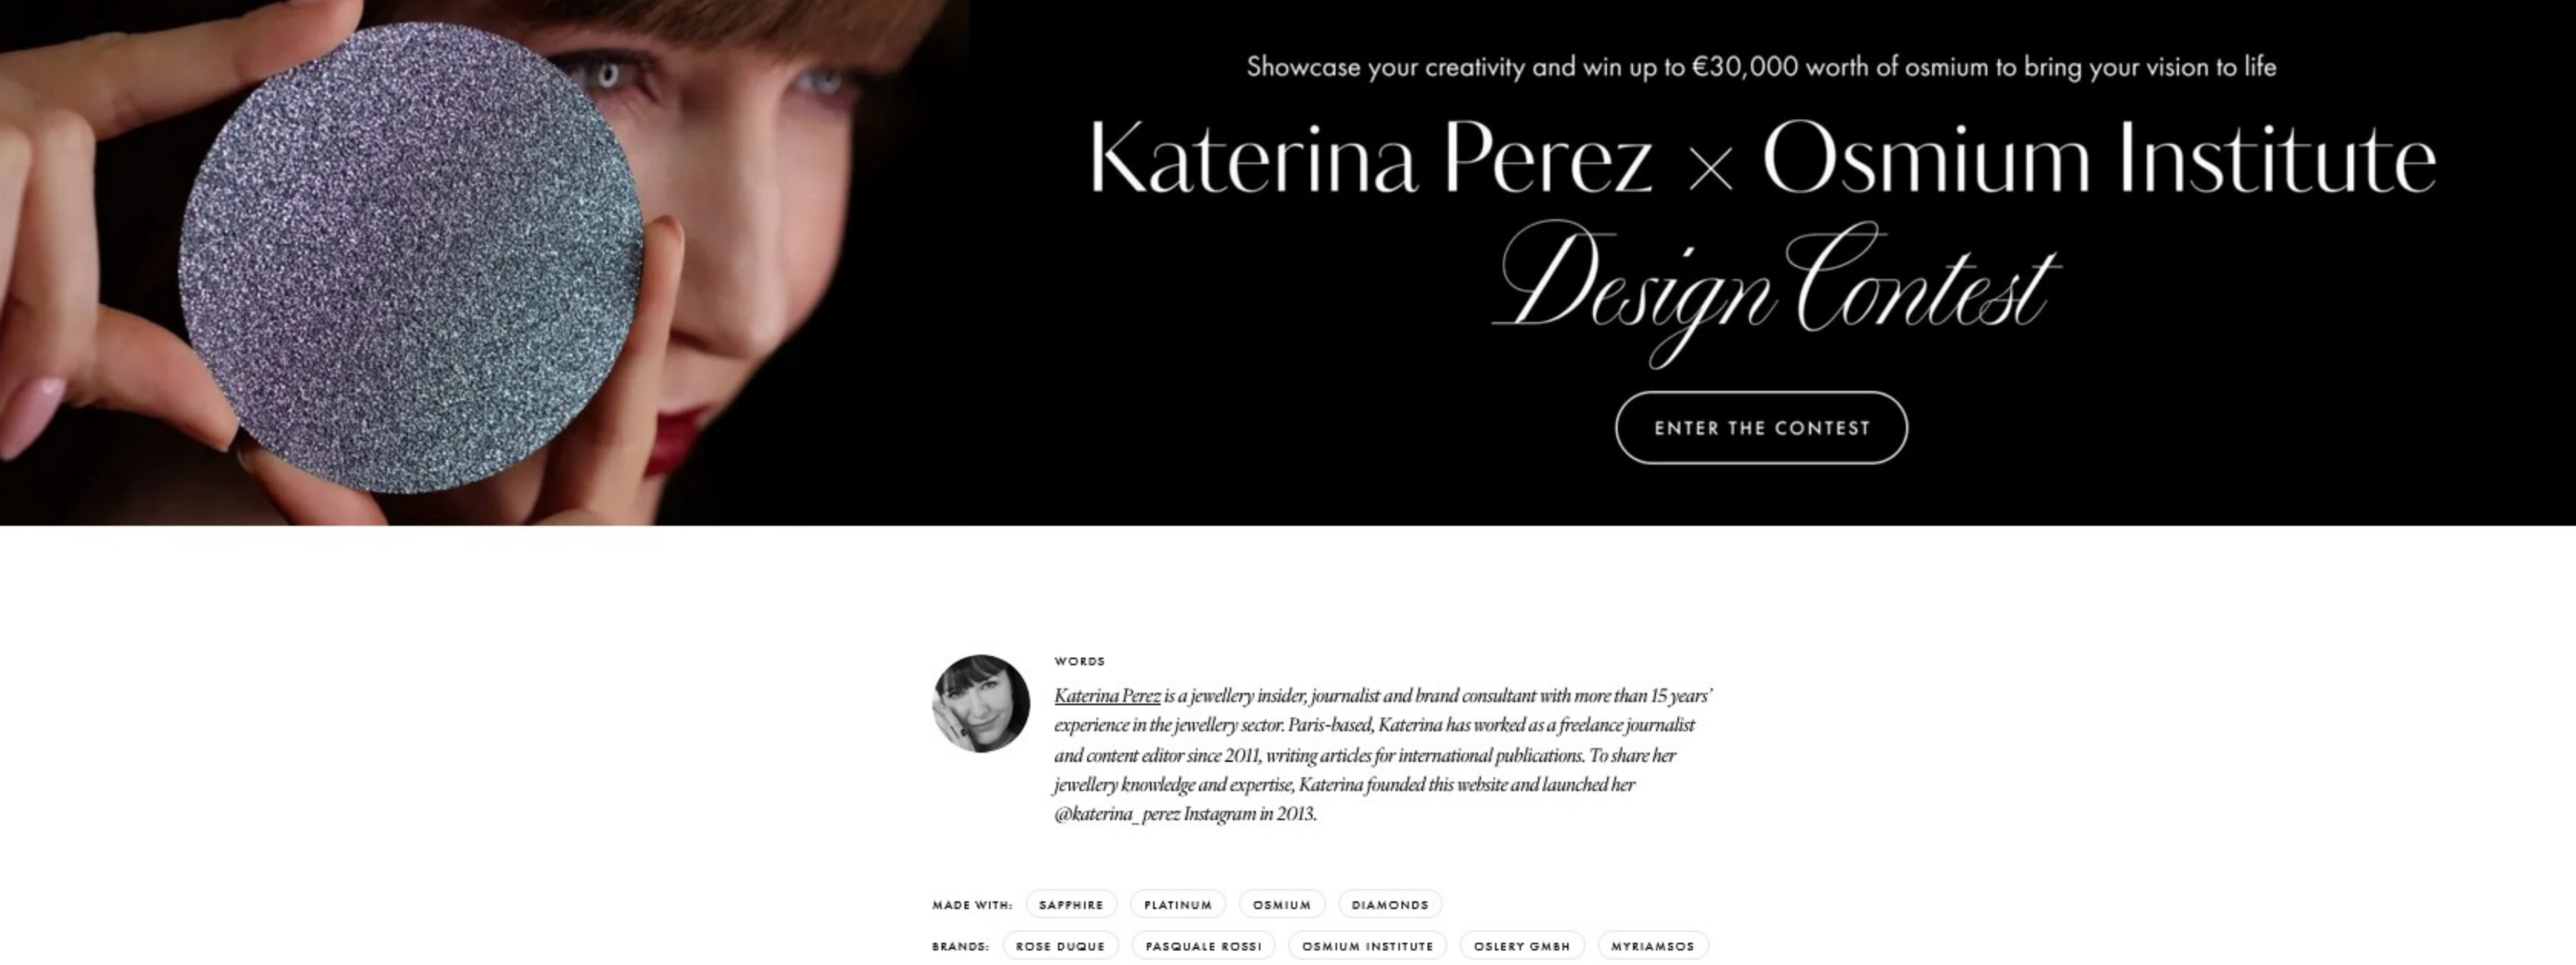 Showcase your creativity and win up to €30,000 worth of osmium to bring your vision to life
Katerina Perez × Osmium Institute
Design Contest
ENTER THE CONTEST
WORDS
Katerina Perez is a jewellery insider, journalist and brand consultant with more than 15 years’
experience in the jewellery sector. Paris-based, Katerina has worked as a freelance journalist
and content editor since 2011, writing articles for international publications. To share her
jewellery knowledge and expertise, Katerina founded this website and launched her
@katerina_perez Instagram in 2013.
MADE WITH: SAPPHIRE PLATINUM OSMIUM DIAMONDS
BRANDS: ROSE DUQUE PASQUALE ROSSI OSMIUM INSTITUTE OSLERY GMBH MYRIAMSOS